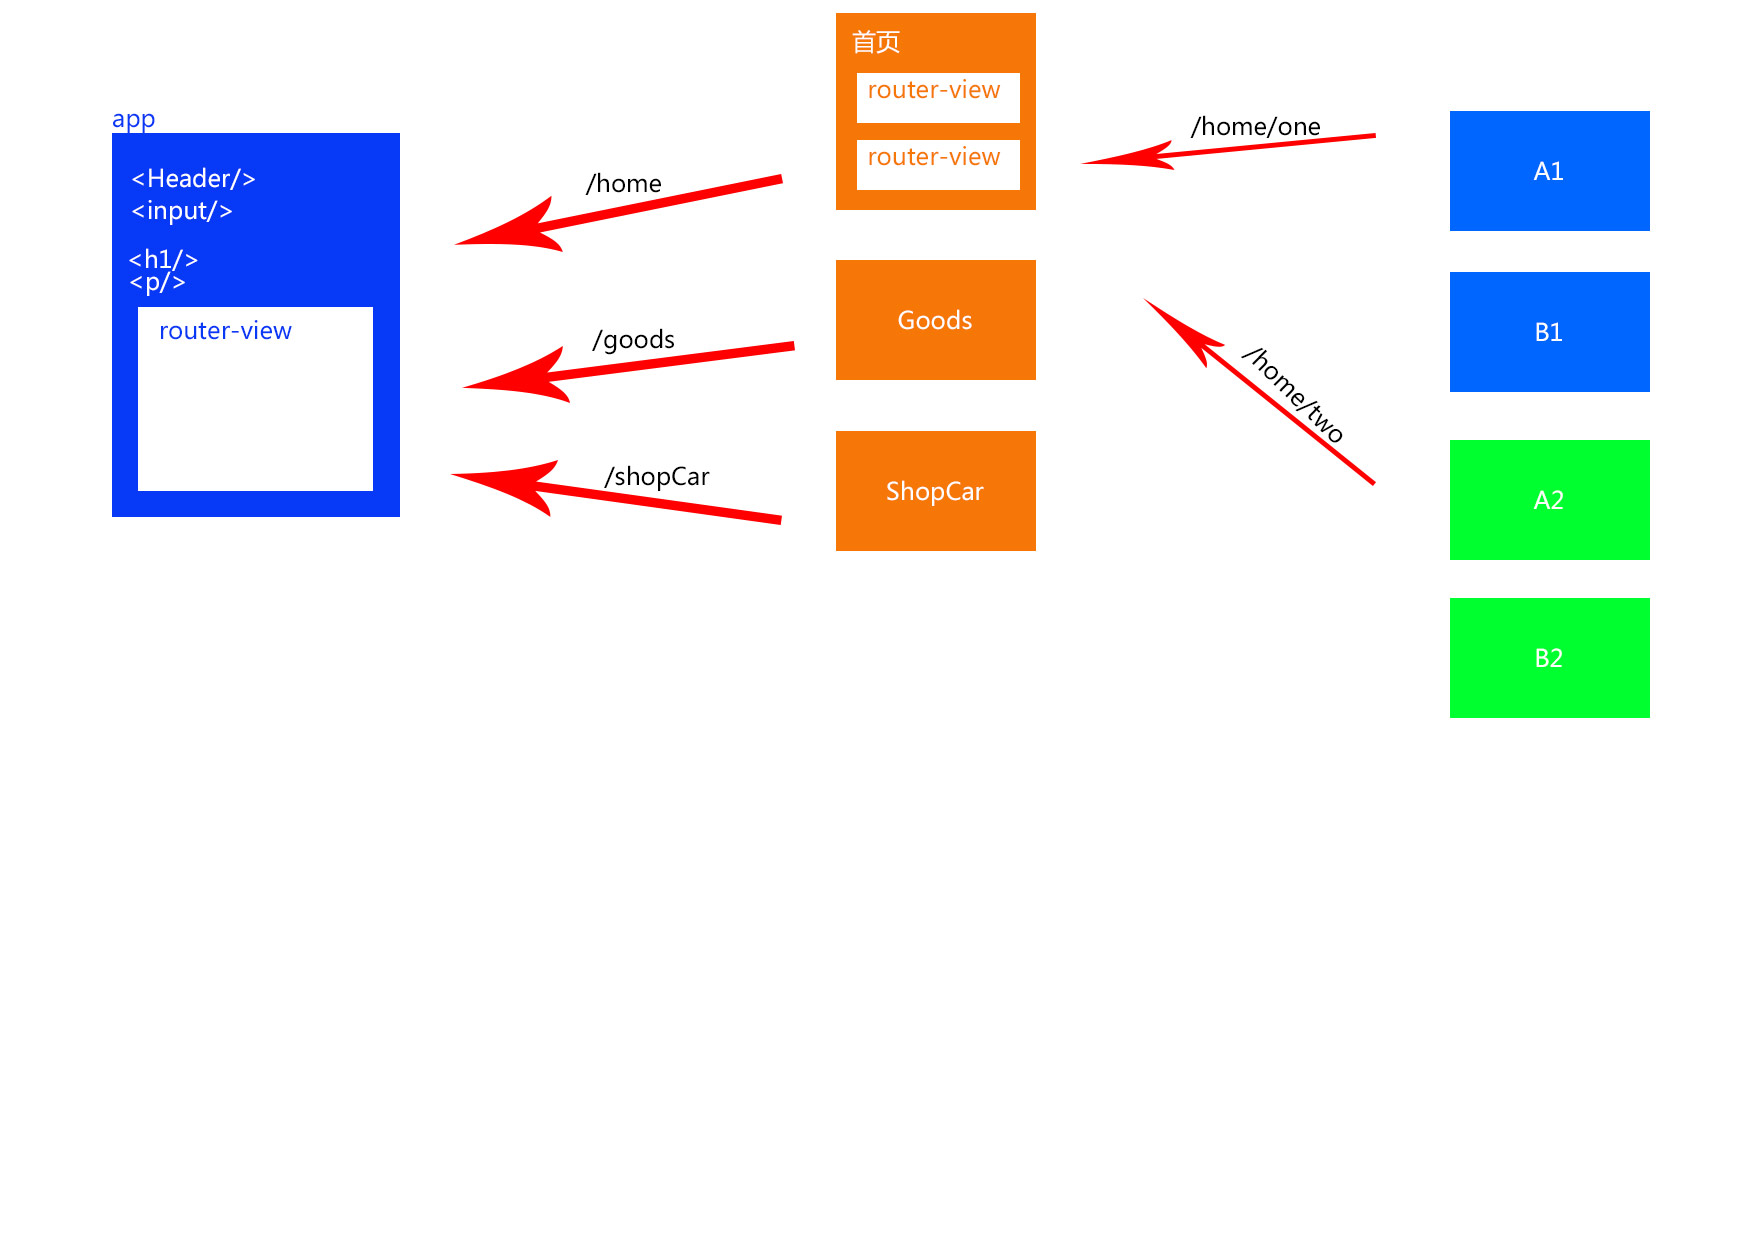 app
<Header/>
<input/>
<h1/>
<p/>
router-view
/home
/goods
/shopCar
首页
router-view
router-view
Goods
ShopCar
/home/one
/home/two
A1
B1
A2
B2